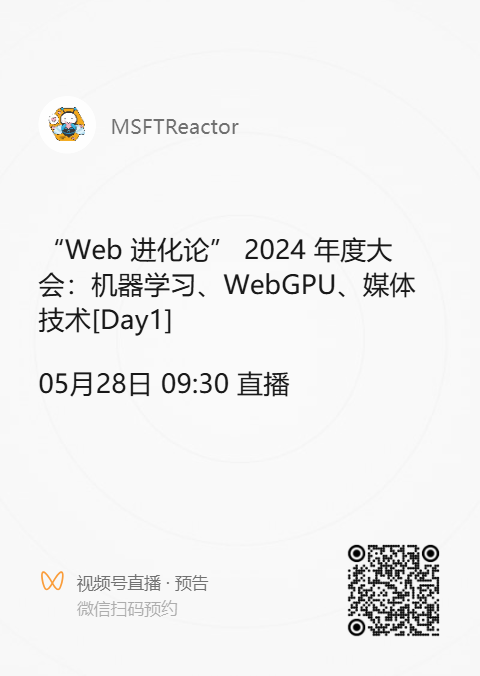 MSFTReactor
“Web 进化论” 2024 年度大
会：机器学习、WebGPU、媒体
技术[Day1]
05月28日 09:30 直播
视频号直播 · 预告
微信扫码预约